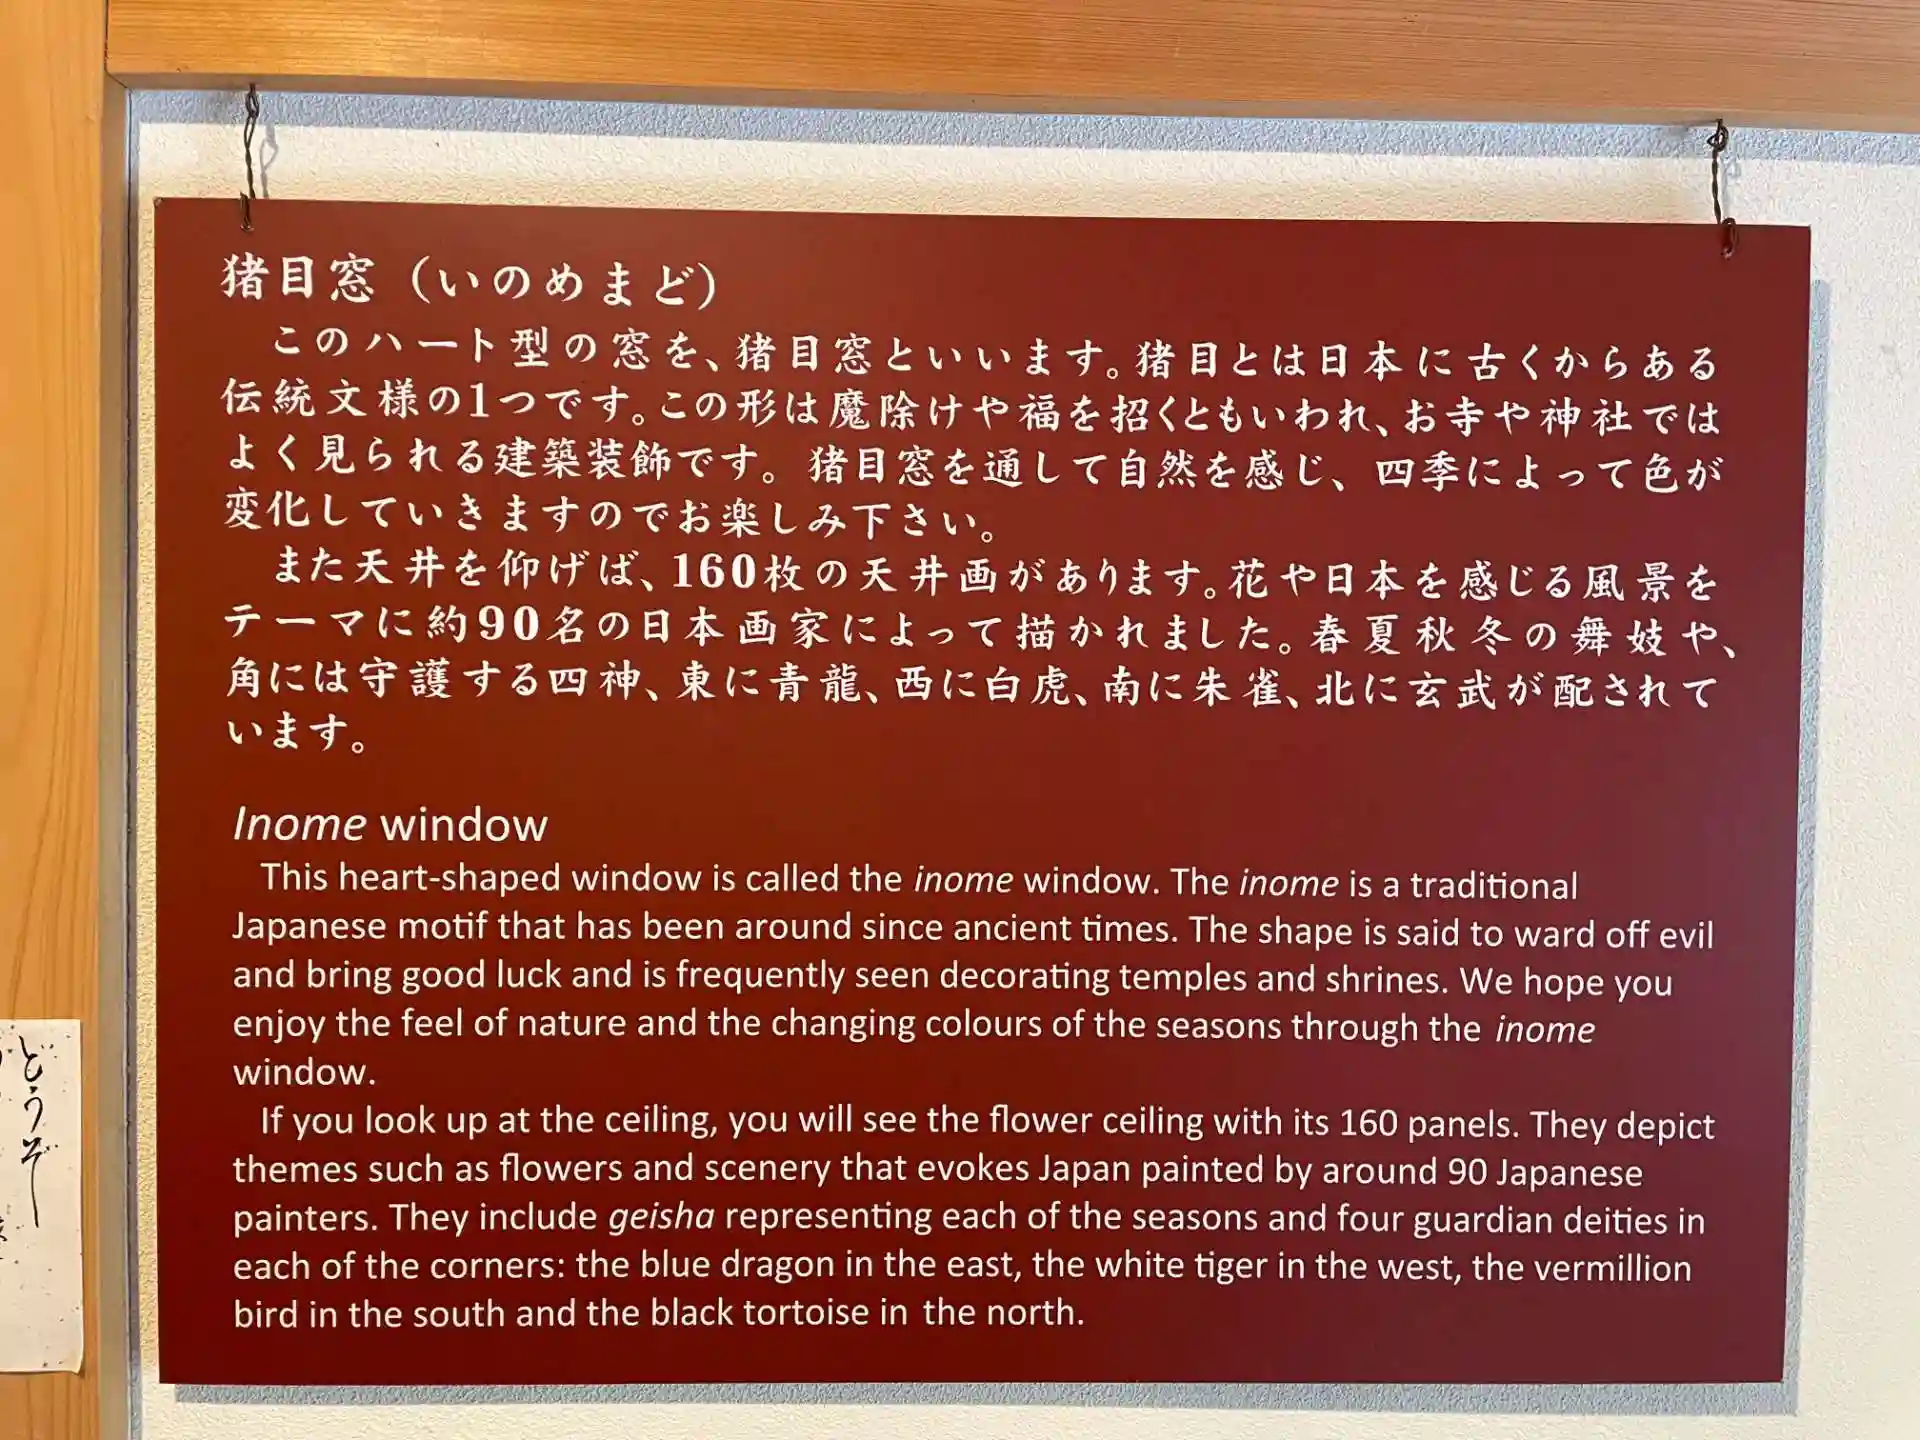 猪目窓（いのめまど）
このハート型の窓を、猪目窓といいます。猪目とは日本に古くからある
伝統文様の1つです。この形は魔除けや福を招くともいわれ、お寺や神社では
よく見られる建築装飾です。猪目窓を通して自然を感じ、四季によって色が
変化していきますのでお楽しみ下さい。
また天井を仰げば、160枚の天井画があります。花や日本を感じる風景を
テーマに約90名の日本画家によって描かれました。春夏秋冬の舞妓や、
角には守護する四神、東に青龍、西に白虎、南に朱雀、北に玄武が配されて
います。
Inome window
This heart-shaped window is called the inome window. The inome is a traditional
Japanese motif that has been around since ancient times. The shape is said to ward off evil
and bring good luck and is frequently seen decorating temples and shrines. We hope you
enjoy the feel of nature and the changing colours of the seasons through the inome
window.
If you look up at the ceiling, you will see the flower ceiling with its 160 panels. They depict
themes such as flowers and scenery that evokes Japan painted by around 90 Japanese
painters. They include geisha representing each of the seasons and four guardian deities in
each of the corners: the blue dragon in the east, the white tiger in the west, the vermillion
bird in the south and the black tortoise in the north.
どうぞ